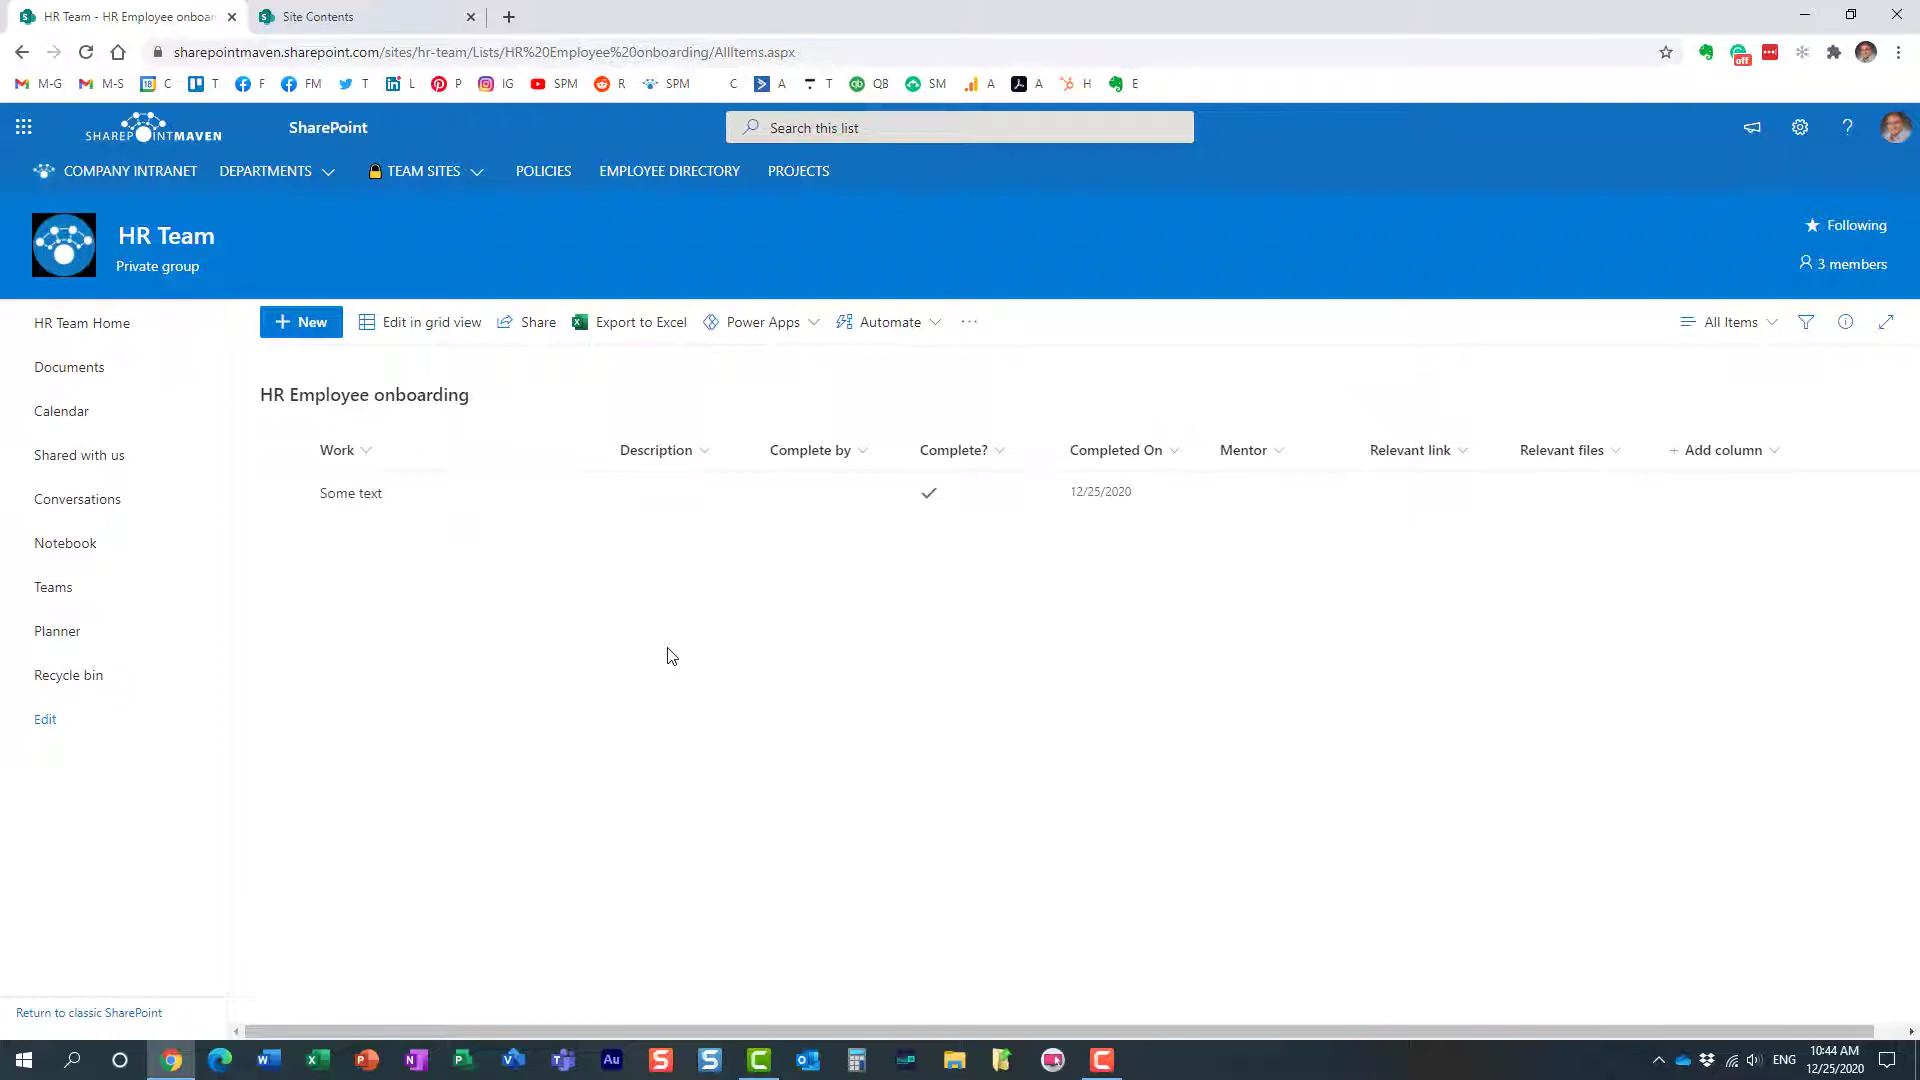 HR Team - HR Employee onboar
Site Contents
sharepointmaven.sharepoint.com/sites/hr-team/Lists/HR%20Employee%20onboarding/AllItems.aspx
off
M-G M-S 18 C T F FM T L P IG SPM R SPM C A T QB SM A A H E
SHAREPOINTMAVEN
SharePoint
Search this list
COMPANY INTRANET DEPARTMENTS TEAM SITES POLICIES EMPLOYEE DIRECTORY PROJECTS
HR Team
Private group
Following
3 members
HR Team Home
Documents
Calendar
Shared with us
Conversations
Notebook
Teams
Planner
Recycle bin
Edit
Return to classic SharePoint
+ New Edit in grid view Share Export to Excel Power Apps Automate ···
All Items
HR Employee onboarding
Work Description Complete by Complete? Completed On Mentor Relevant link Relevant files + Add column
Some text 12/25/2020
ENG
10:44 AM
12/25/2020